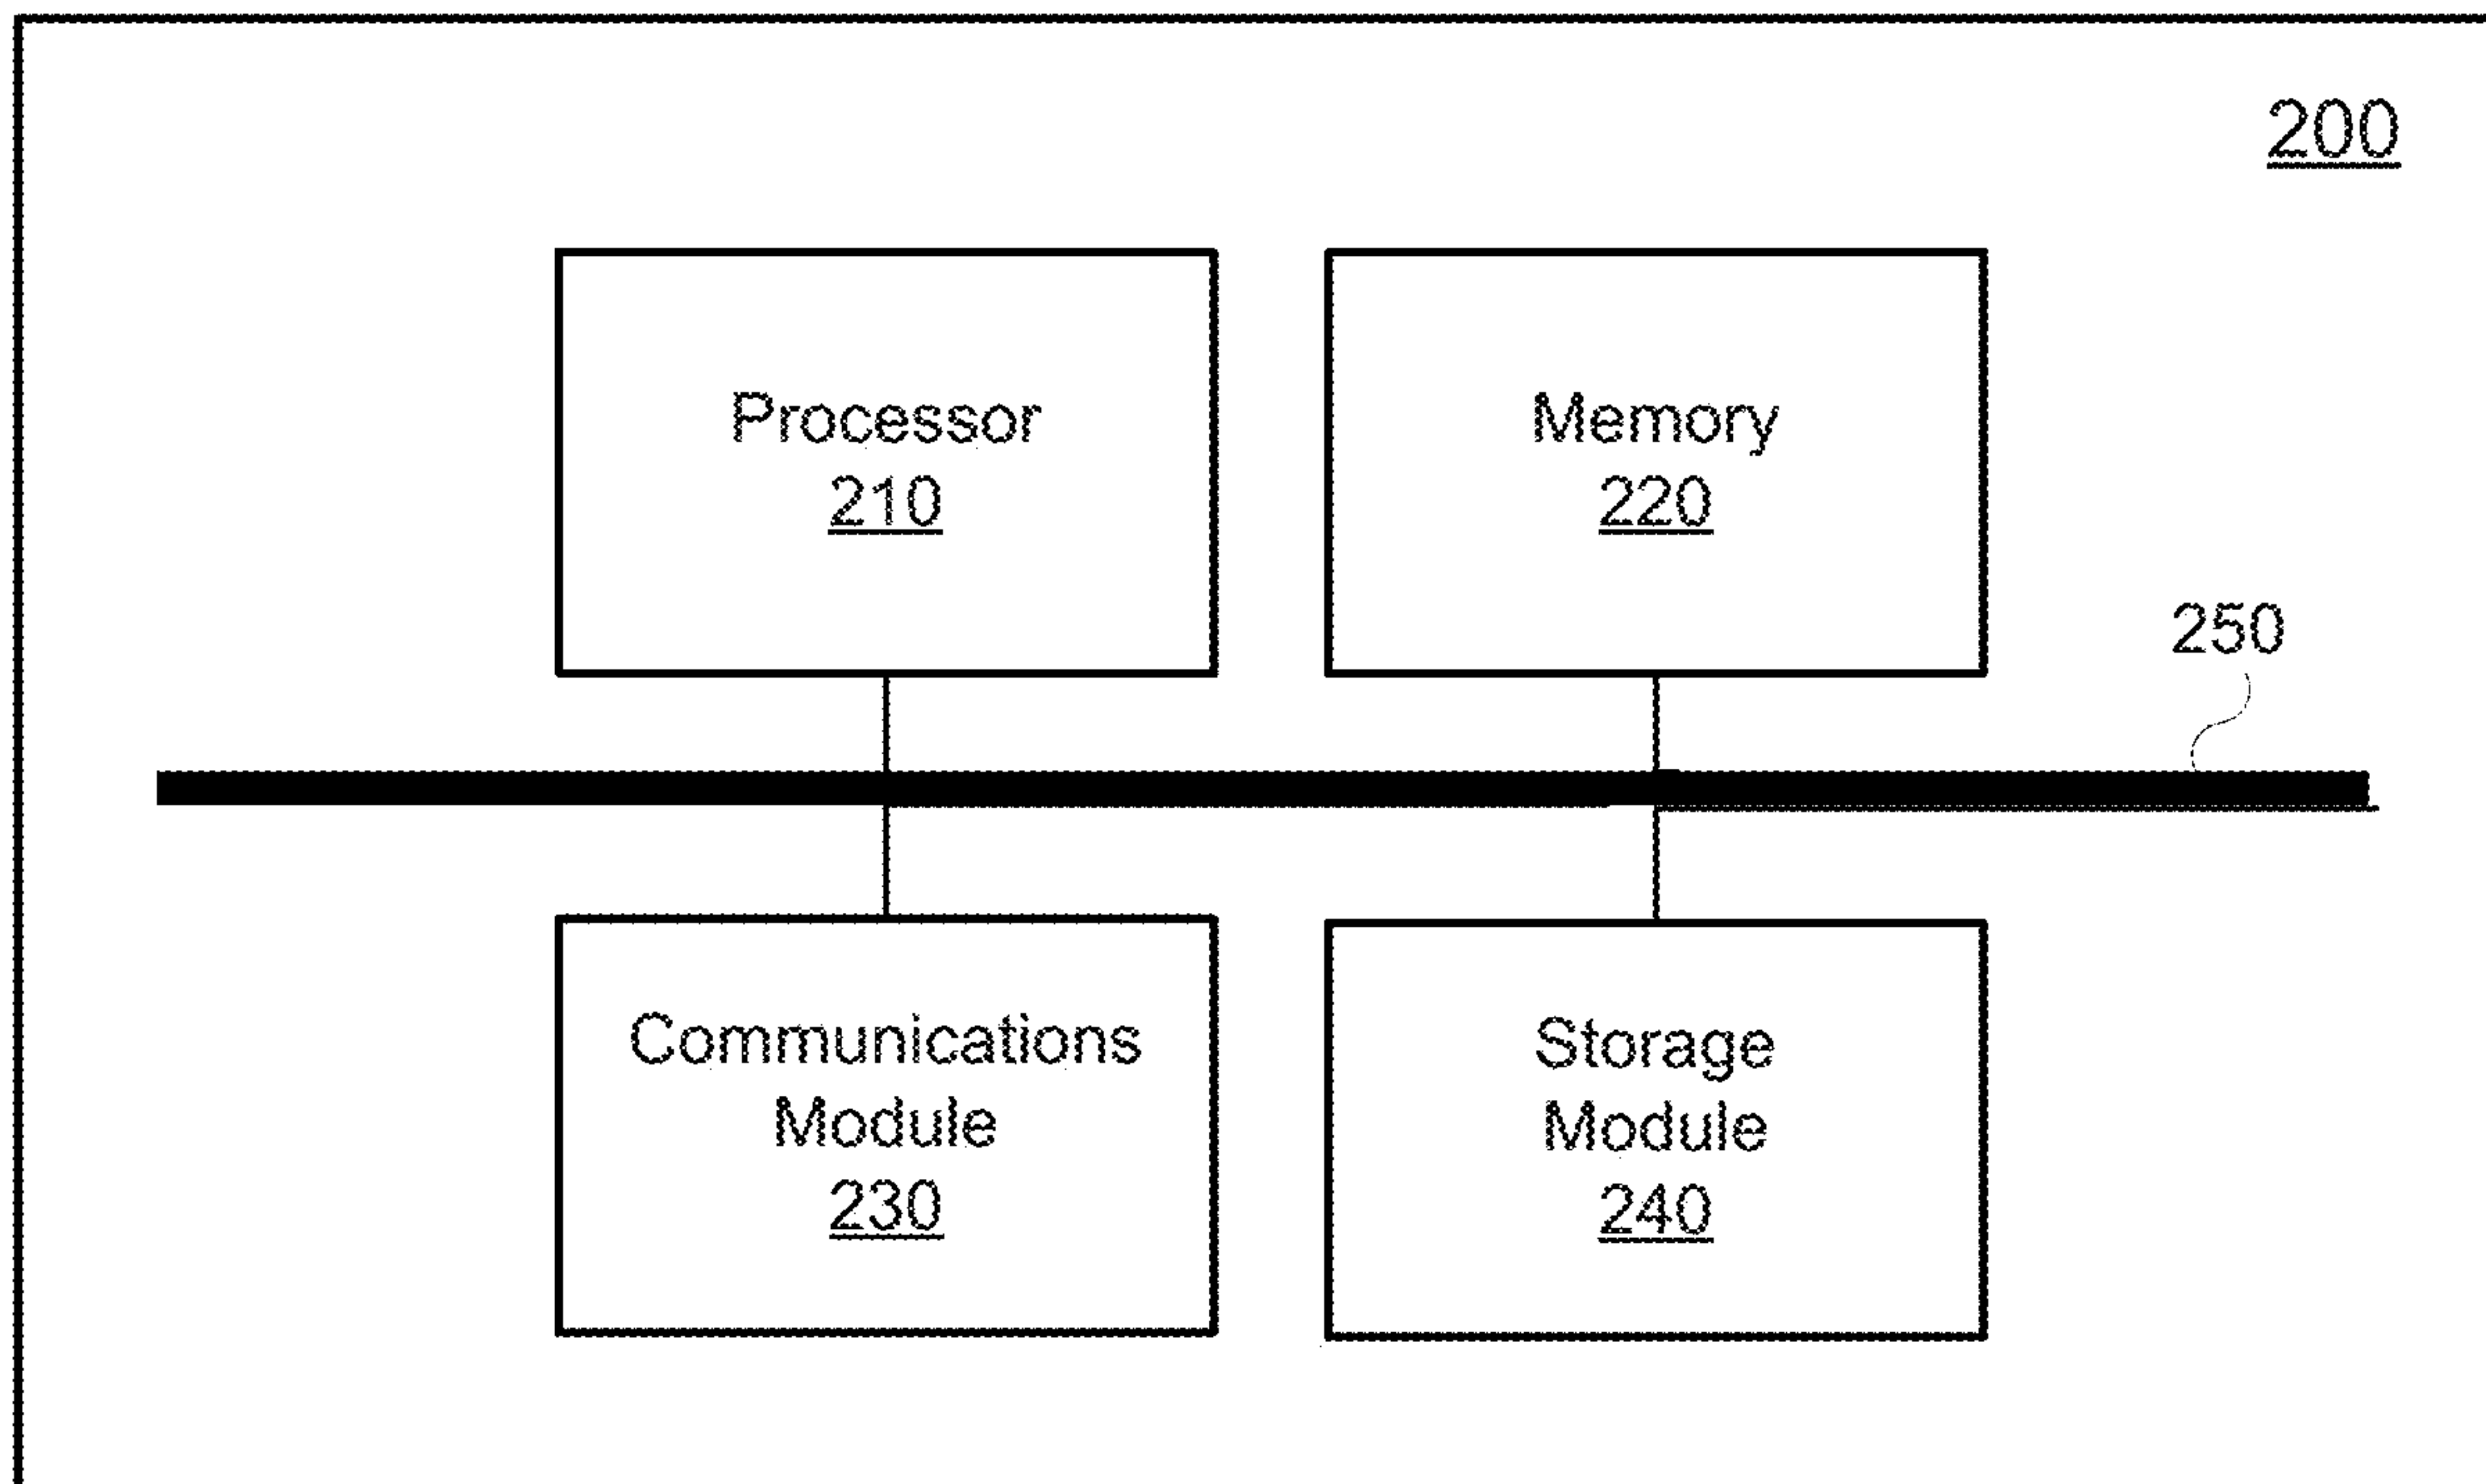 200
Processor
210
Memory
220
250
Communications
Module
230
Storage
Module
240